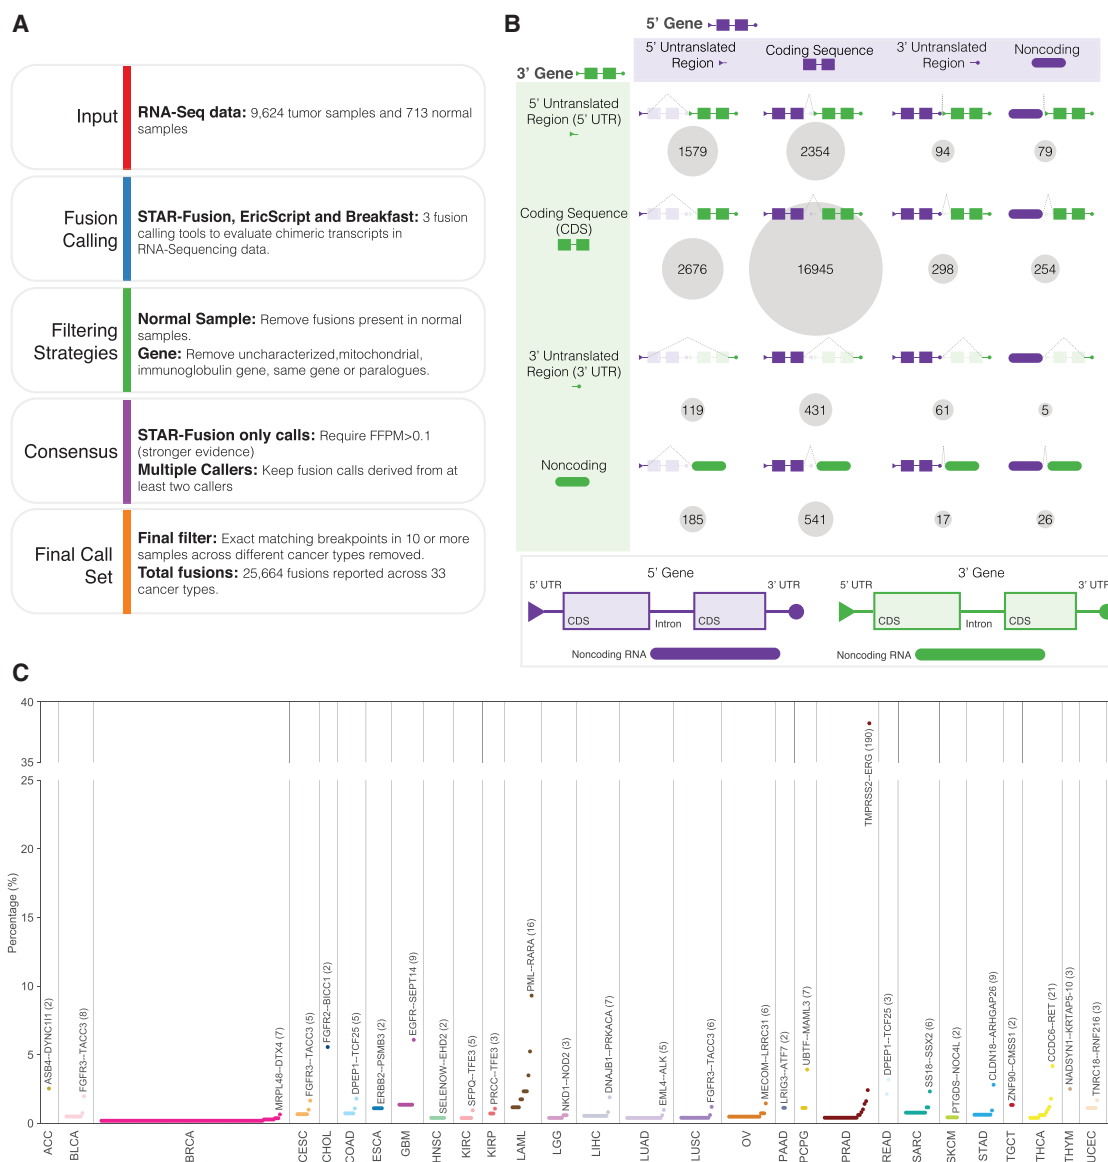 A
Input
RNA-Seq data: 9,624 tumor samples and 713 normal
samples
Fusion
Calling
STAR-Fusion, EricScript and Breakfast: 3 fusion
calling tools to evaluate chimeric transcripts in
RNA-Sequencing data.
Filtering
Strategies
Normal Sample: Remove fusions present in normal
samples.
Gene: Remove uncharacterized,mitochondrial,
immunoglubulin gene, same gene or paralogues.
Consensus
STAR-Fusion only calls: Require FFPM>0.1
(stronger evidence)
Multiple Callers: Keep fusion calls derived from at
least two callers
Final Call
Set
Final filter: Exact matching breakpoints in 10 or more
samples across different cancer types removed.
Total fusions: 25,664 fusions reported across 33
cancer types.
B
5’ Gene
5’ Untranslated
Region
Coding Sequence
3’ Untranslated
Region
Noncoding
3’ Gene
5’ Untranslated
Region (5’ UTR)
1579
2354
94
79
Coding Sequence
(CDS)
2676
16945
298
254
3’ Untranslated
Region (3’ UTR)
119
431
61
5
Noncoding
185
541
17
26
5’ Gene
5’ UTR
3’ UTR
CDS
Intron
CDS
Noncoding RNA
3’ Gene
5’ UTR
3’ UTR
CDS
Intron
CDS
Noncoding RNA
C
Percentage (%)
40
35
25
20
15
10
5
0
ASB4--DYNC1I1 (2)
FGFR3--TACC3 (8)
MRPL48--DTX4 (7)
FGFR3--TACC3 (5)
FGFR2--BICC1 (2)
DPEP1--TCF25 (5)
ERBB2--PSMB3 (2)
EGFR--SEPT14 (9)
SELENOW--EHD2 (2)
SFPQ--TFE3 (5)
PRCC--TFE3 (3)
PML--RARA (16)
NKD1--NOD2 (3)
DNAJB1--PRKACA (7)
EML4--ALK (5)
FGFR3--TACC3 (6)
MECOM--LRRC31 (6)
LRIG3--ATF7 (2)
UBTF--MAML3 (7)
TMPRSS2--ERG (190)
DPEP1--TCF25 (3)
SS18--SSX2 (6)
PTGDS--NOC4L (2)
CLDN18--ARHGAP26 (9)
ZNF90--CMSS1 (2)
CCDC6--RET (21)
NADSYN1--KRTAP5-10 (3)
TNRC18--RNF216 (3)
ACC
BLCA
BRCA
CESC
CHOL
COAD
ESCA
GBM
HNSC
KIRC
KIRP
LAML
LGG
LIHC
LUAD
LUSC
OV
PAAD
PCPG
PRAD
READ
SARC
SKCM
STAD
TGCT
THCA
THYM
UCEC